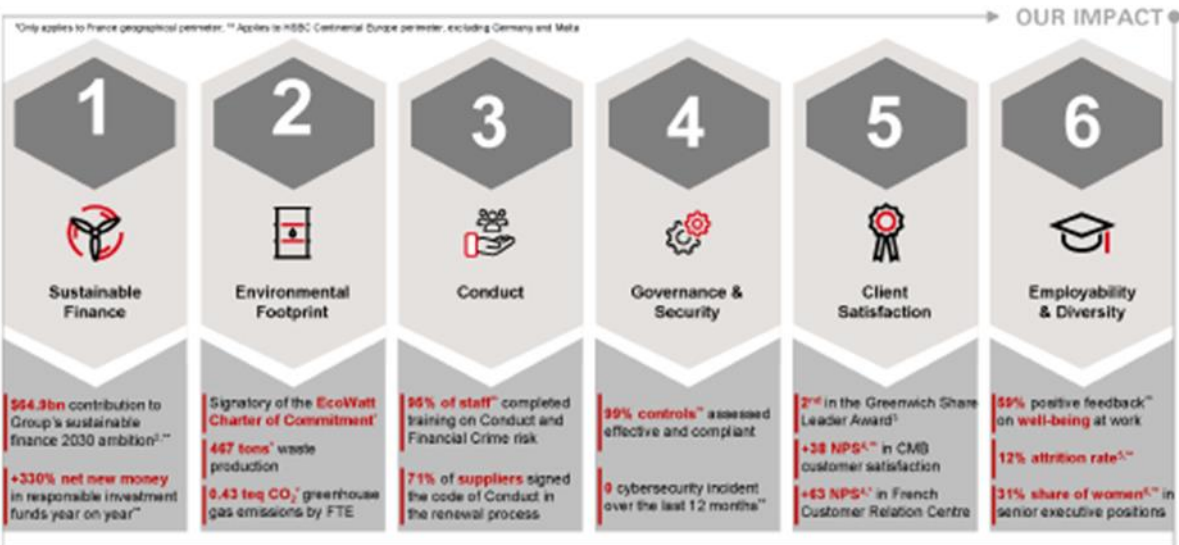 OUR IMPACT
*Only applies to France geographical perimeter, ** Applies to HSBC Continental Europe perimeter, excluding Germany and Malta
1
Sustainable
Finance
$64.9bn contribution to
Group's sustainable
finance 2030 ambition
+330% net new money
in responsible investment
funds year on year**
2
Environmental
Footprint
Signatory of the EcoWatt
Charter of Commitment*
467 tons* waste
production
0.43 teq CO₂* greenhouse
gas emissions by FTE
3
Conduct
of staff** completed
training on Conduct and
Financial Crime risk
71% of suppliers signed
the code of Conduct in
the renewal process
4
Governance &
Security
99% controls** assessed
effective and compliant
0 cybersecurity incident
over the last 12 months**
5
Client
Satisfaction
2nd in the Greenwich Share
Leader Award
+38 NPS in CMB
customer satisfaction
+63 NPS in French
Customer Relation Centre
6
Employability
& Diversity
positive feedback**
on well-being at work
12% attrition rate
31% share of women in
senior executive positions